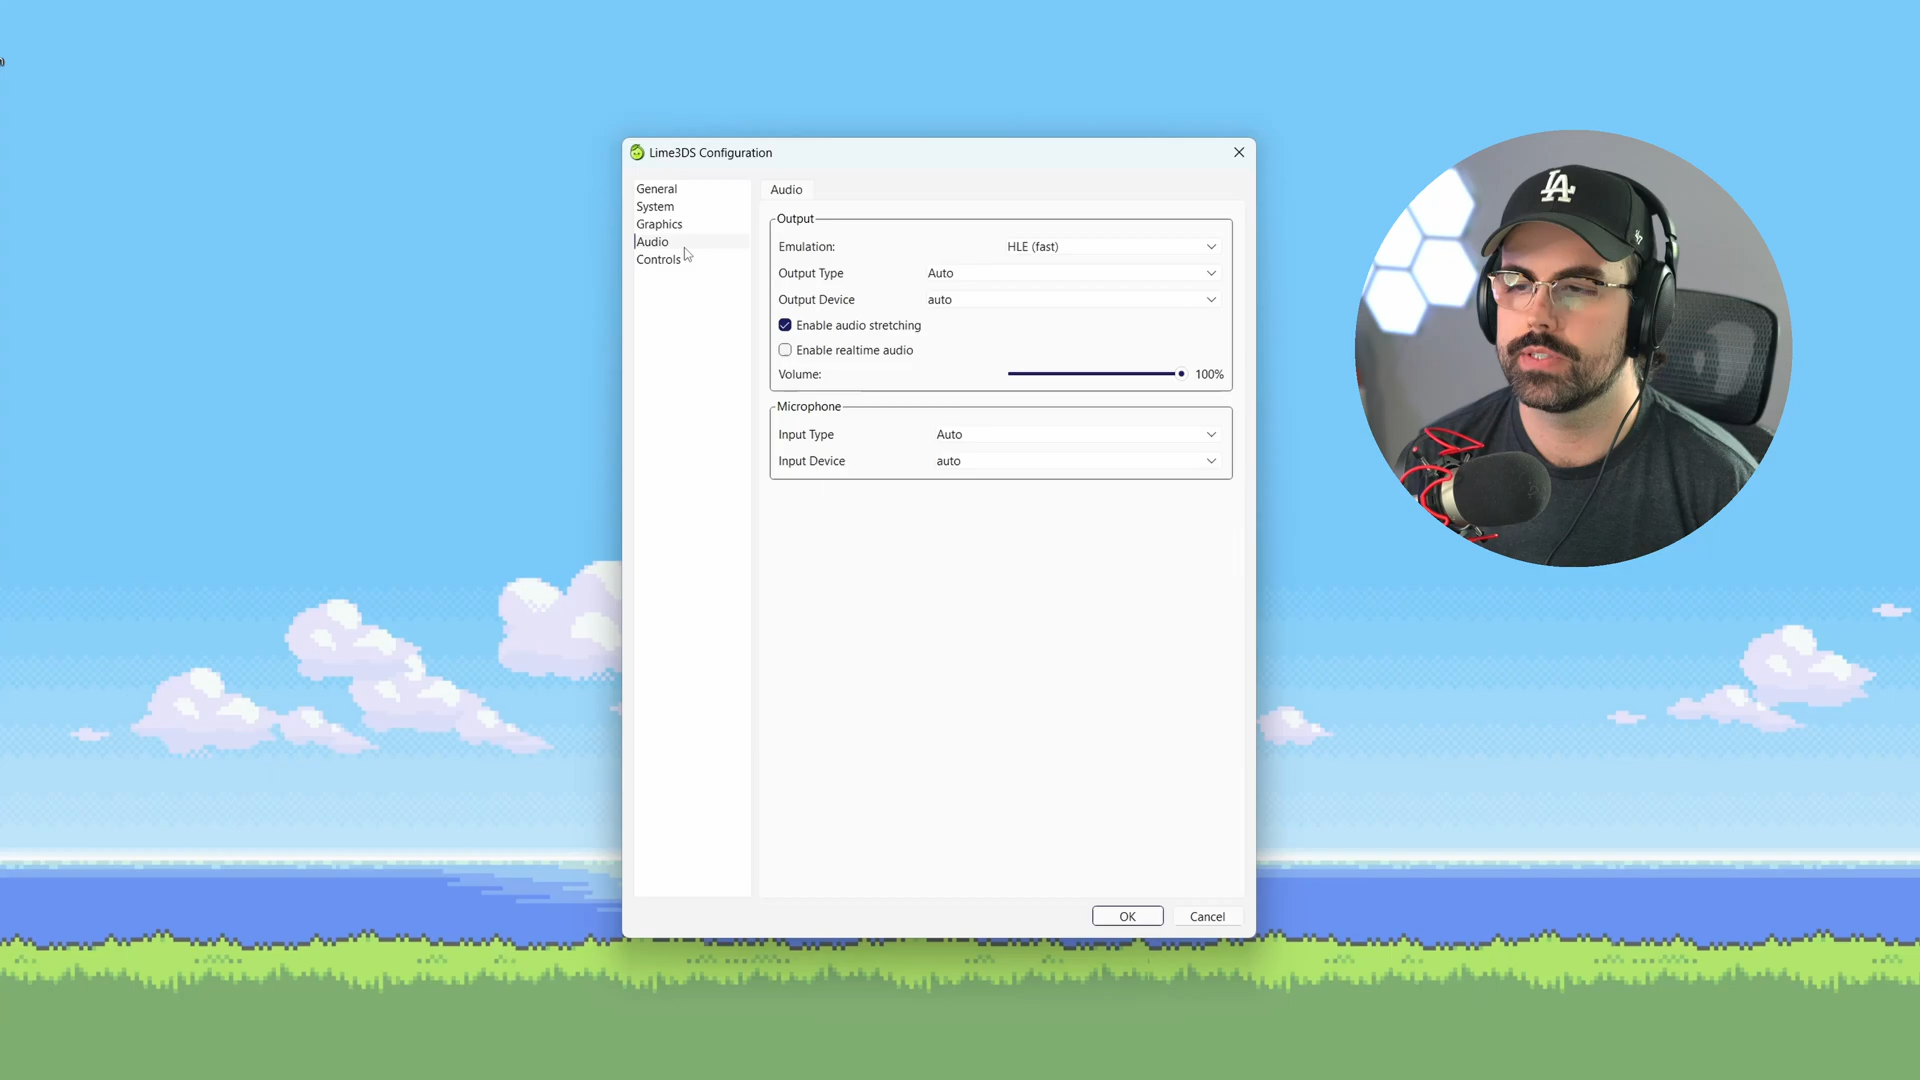 Lime3DS Configuration
General
System
Graphics
Audio
Controls
Audio
Output
Emulation: HLE (fast)
Output Type Auto
Output Device auto
Enable audio stretching
Enable realtime audio
Volume: 100%
Microphone
Input Type Auto
Input Device auto
OK Cancel
LA